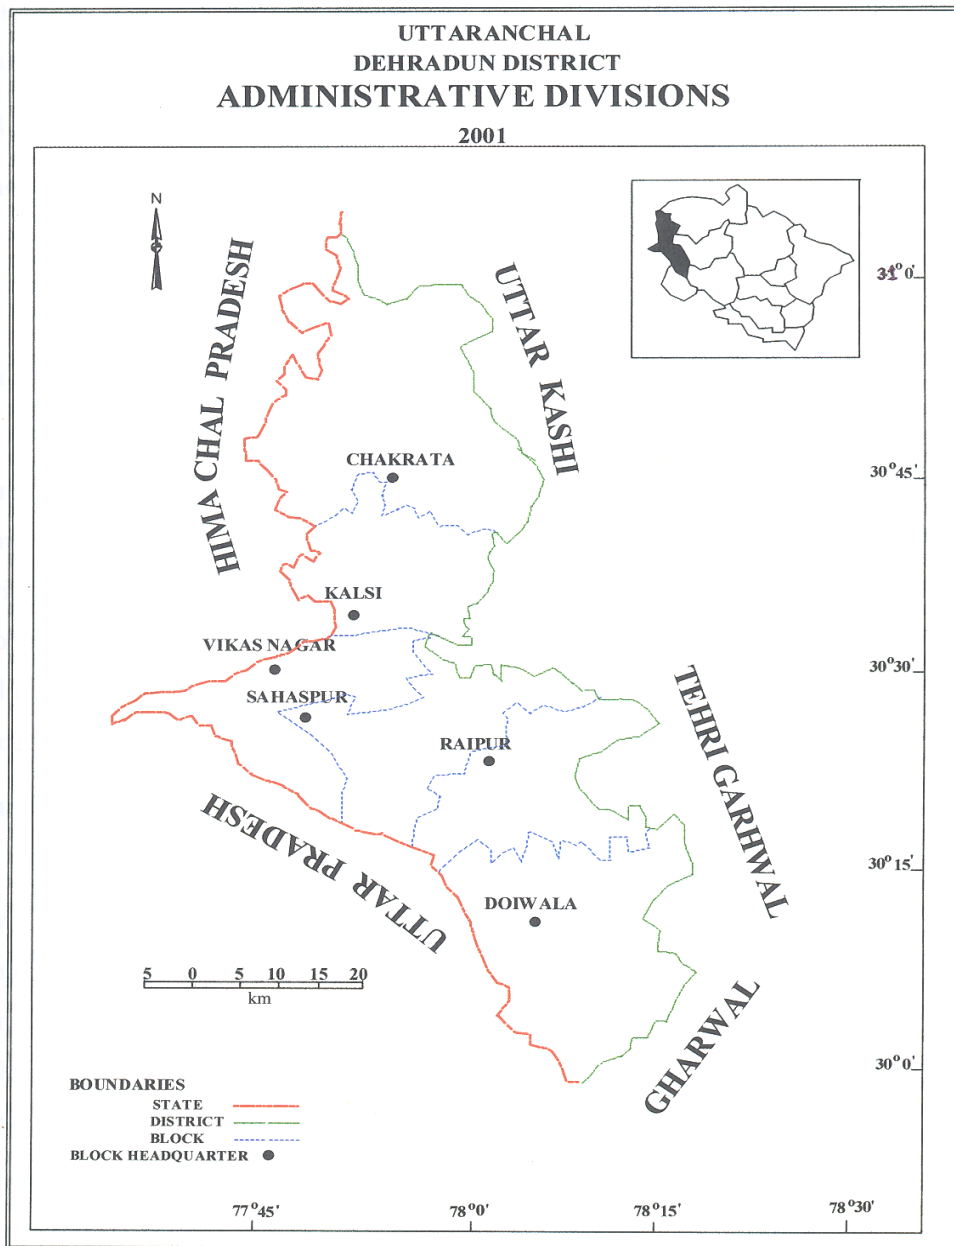 UTTARANCHAL
DEHRADUN DISTRICT
ADMINISTRATIVE DIVISIONS
2001
N
HIMA CHAL PRADESH
UTTAR KASHI
31°0'
CHAKRATA
30°45'
KALSI
VIKAS NAGAR
30°30'
SAHASPUR
TEHRI GARHWAL
RAIPUR
UTTAR PRADESH
30°15'
DOIWALA
5 0 5 10 15 20
km
GHARWAL
30°0'
BOUNDARIES
STATE
DISTRICT
BLOCK
BLOCK HEADQUARTER
77°45' 78°0' 78°15' 78°30'